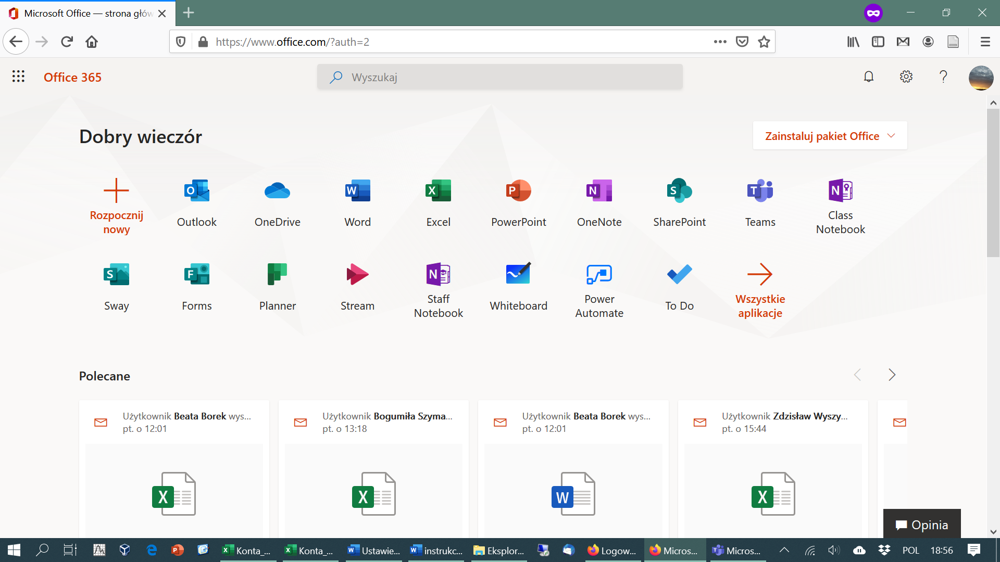 Microsoft Office — strona głów
https://www.office.com/?auth=2
Office 365
Wyszukaj
Dobry wieczór
Zainstaluj pakiet Office
Rozpocznij nowy
Outlook
OneDrive
Word
Excel
PowerPoint
OneNote
SharePoint
Teams
Class Notebook
Sway
Forms
Planner
Stream
Staff Notebook
Whiteboard
Power Automate
To Do
Wszystkie aplikacje
Polecane
Użytkownik Beata Borek wys...
pt. o 12:01
Użytkownik Bogumiła Szyma...
pt. o 13:18
Użytkownik Beata Borek wys...
pt. o 12:01
Użytkownik Zdzisław Wyszy...
pt. o 15:44
Opinia
Konta_...
Konta_...
Ustawie...
instrukc...
Eksplor...
Logow...
Micros...
Micros...
POL
18:56